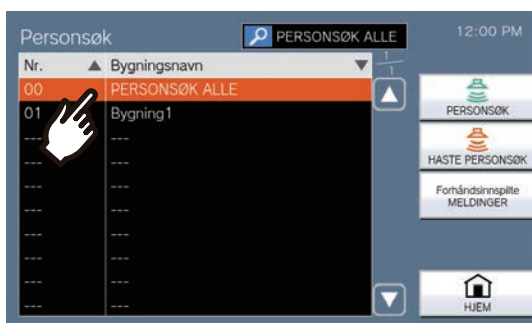 Personsøk
PERSONSØK ALLE
12:00 PM
Nr. ▲ Bygningsnavn ▼
1/1
00 PERSONSØK ALLE
01 Bygning1
--- ---
--- ---
--- ---
--- ---
--- ---
--- ---
--- ---
PERSONSØK
HASTE PERSONSØK
Forhåndsinnspilte
MELDINGER
HJEM